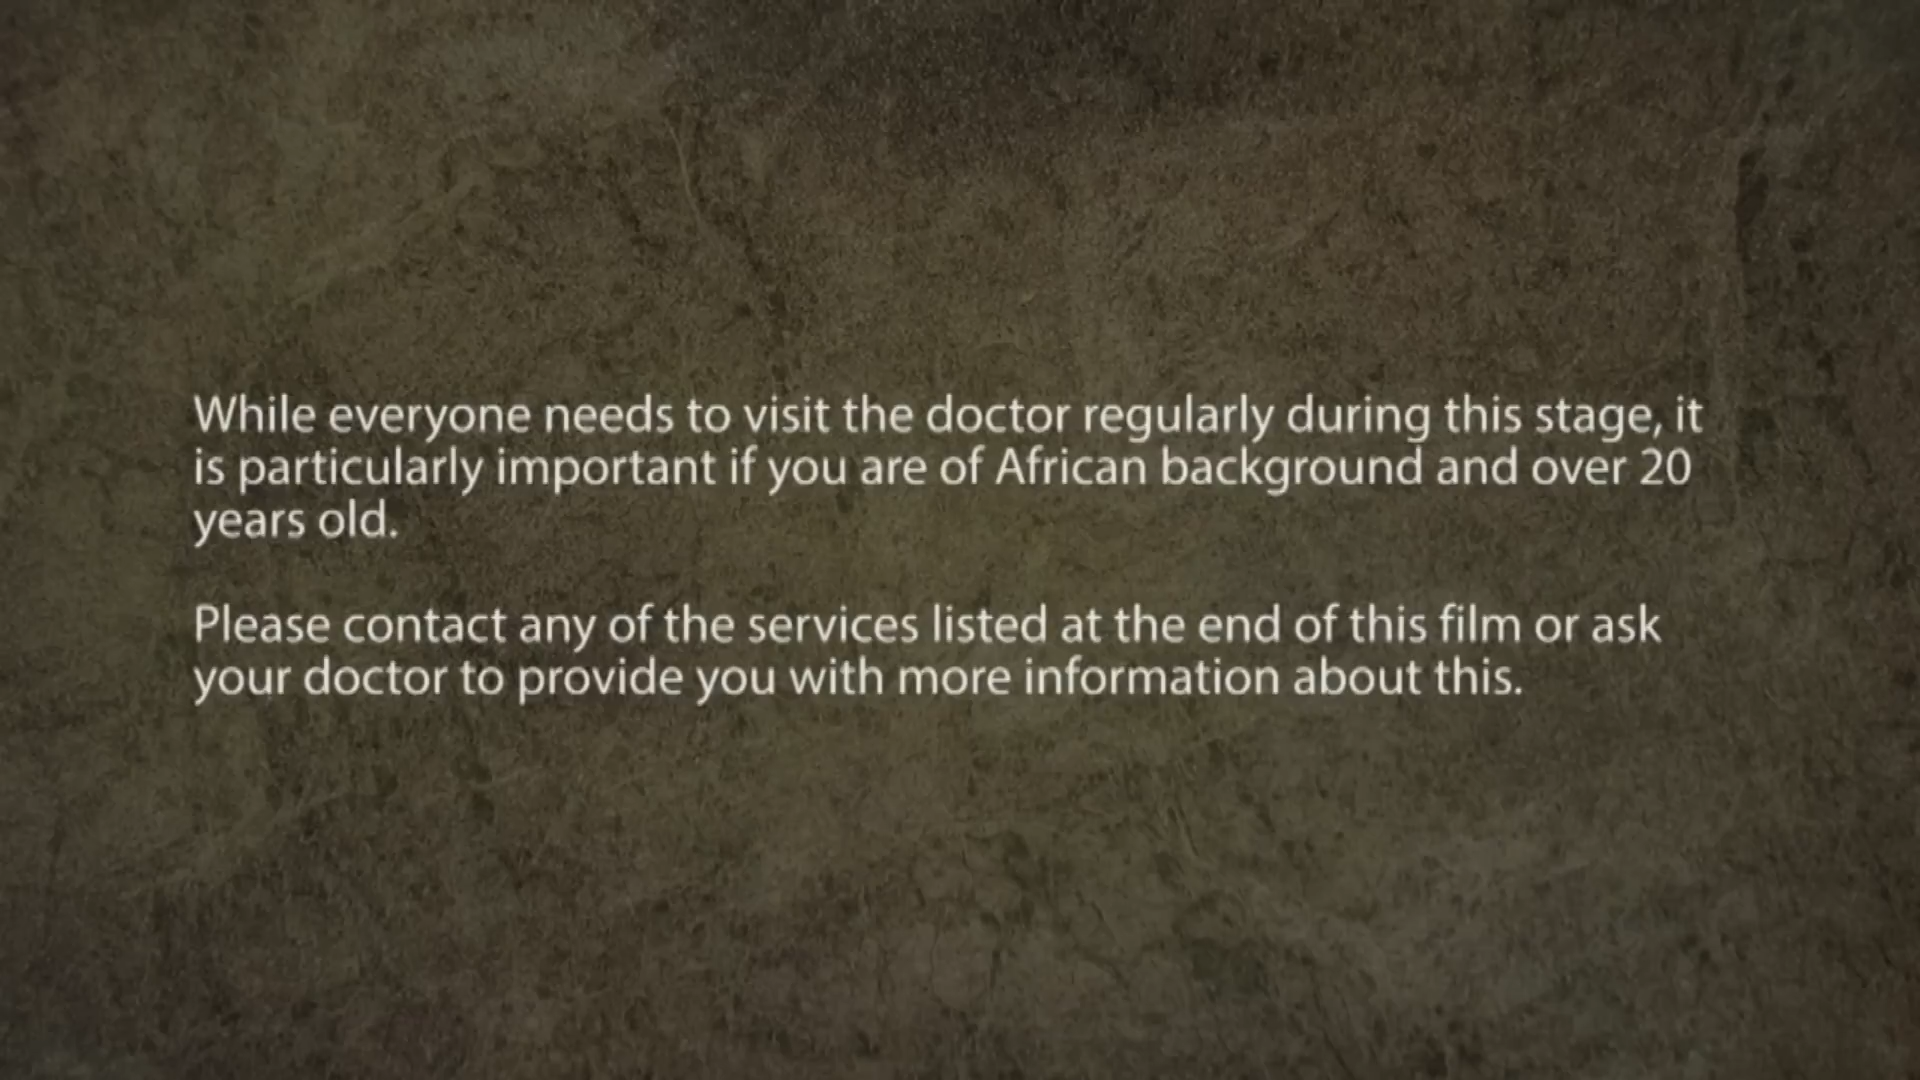 While everyone needs to visit the doctor regularly during this stage, it
is particularly important if you are of African background and over 20
years old.
Please contact any of the services listed at the end of this film or ask
your doctor to provide you with more information about this.